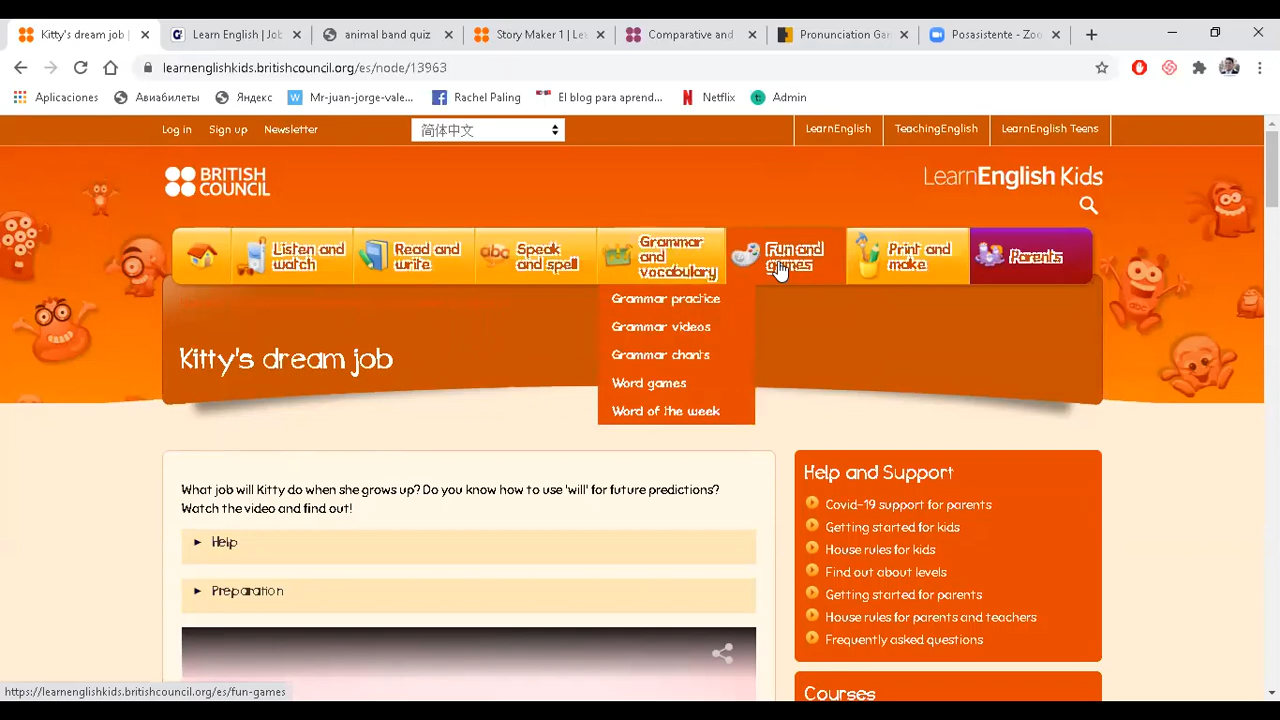 Kitty's dream job |
Learn English | Job
animal band quiz
Story Maker 1 | Le
Comparative and
Pronunciation Gam
Posasistente - Zoo
learnenglishkids.britishcouncil.org/es/node/13963
Aplicaciones
Авиабилеты
Яндекс
Mr-juan-jorge-vale...
Rachel Paling
El blog para aprend...
Netflix
Admin
Log in
Sign up
Newsletter
简体中文
LearnEnglish
TeachingEnglish
LearnEnglish Teens
BRITISH
COUNCIL
LearnEnglish Kids
Listen and
watch
Read and
write
abc
Speak
and spell
Grammar
and
vocabulary
Fun and
games
Print and
make
Parents
Grammar practice
Grammar videos
Grammar chants
Word games
Word of the week
Kitty's dream job
What job will Kitty do when she grows up? Do you know how to use 'will' for future predictions?
Watch the video and find out!
Help
Preparation
Help and Support
Covid-19 support for parents
Getting started for kids
House rules for kids
Find out about levels
Getting started for parents
House rules for parents and teachers
Frequently asked questions
Courses
https://learnenglishkids.britishcouncil.org/es/fun-games